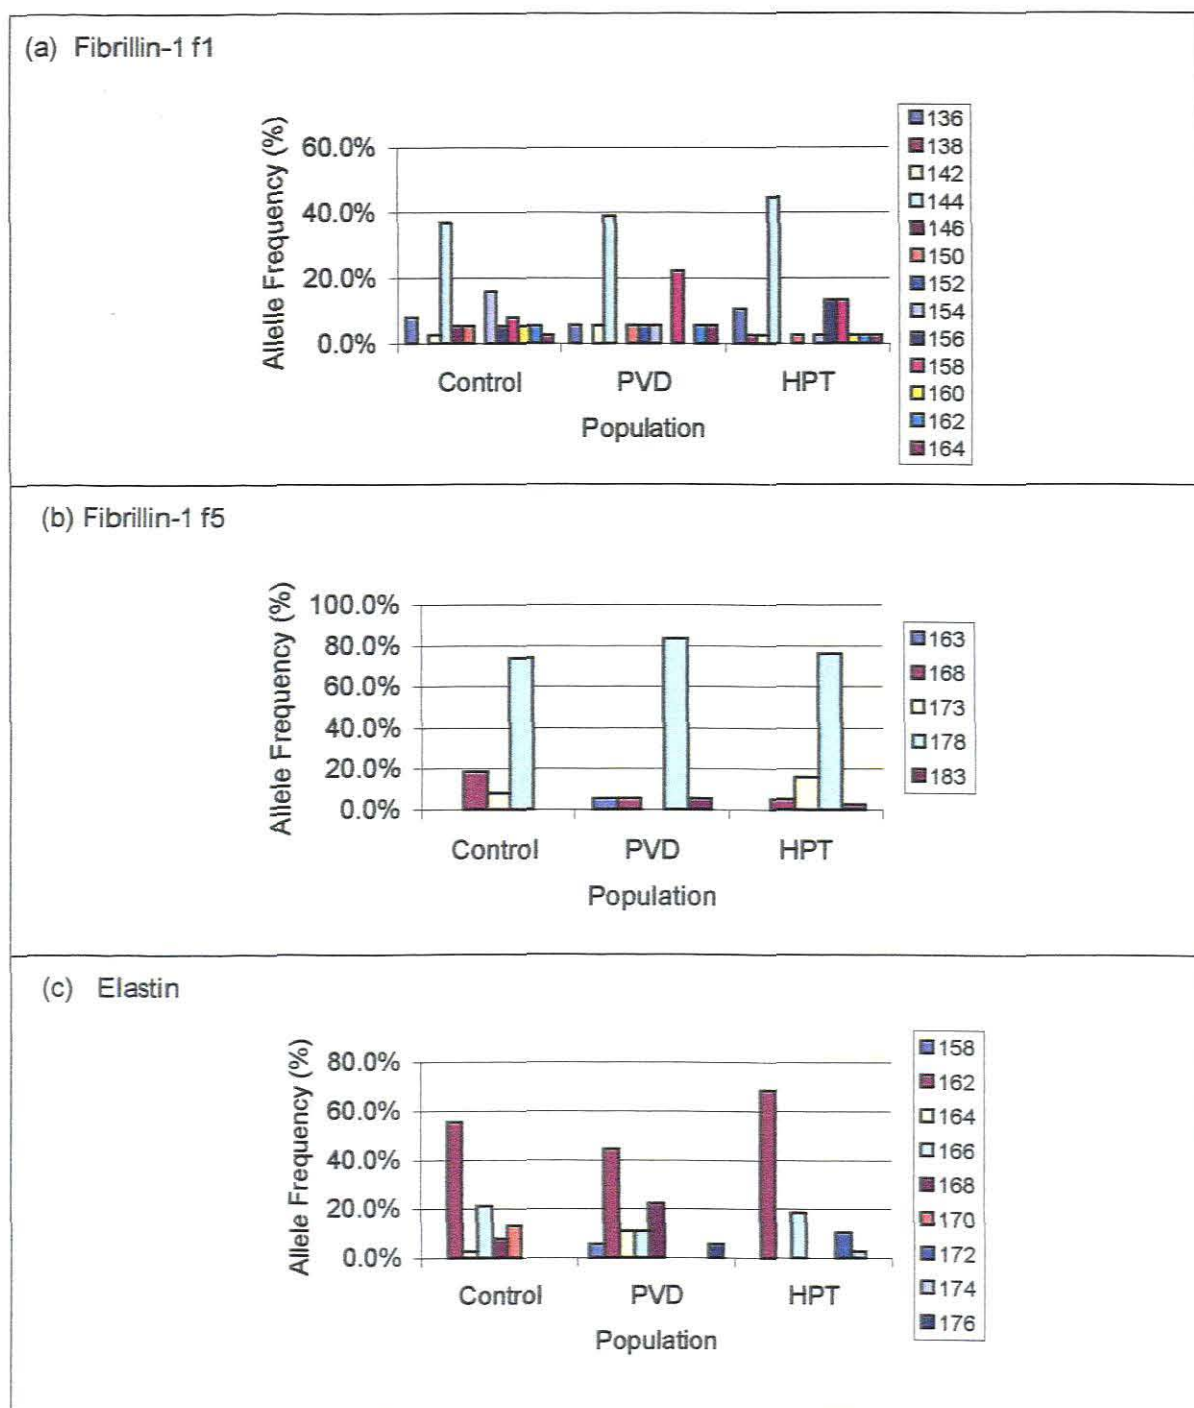 (a) Fibrillin-1 f1
Allele Frequency (%)
60.0%
40.0%
20.0%
0.0%
Control
PVD
HPT
Population
136
138
142
144
146
150
152
154
156
158
160
162
164
(b) Fibrillin-1 f5
Allele Frequency (%)
100.0%
80.0%
60.0%
40.0%
20.0%
0.0%
Control
PVD
HPT
Population
163
168
173
178
183
(c) Elastin
Allele Frequency (%)
80.0%
60.0%
40.0%
20.0%
0.0%
Control
PVD
HPT
Population
158
162
164
166
168
170
172
174
176